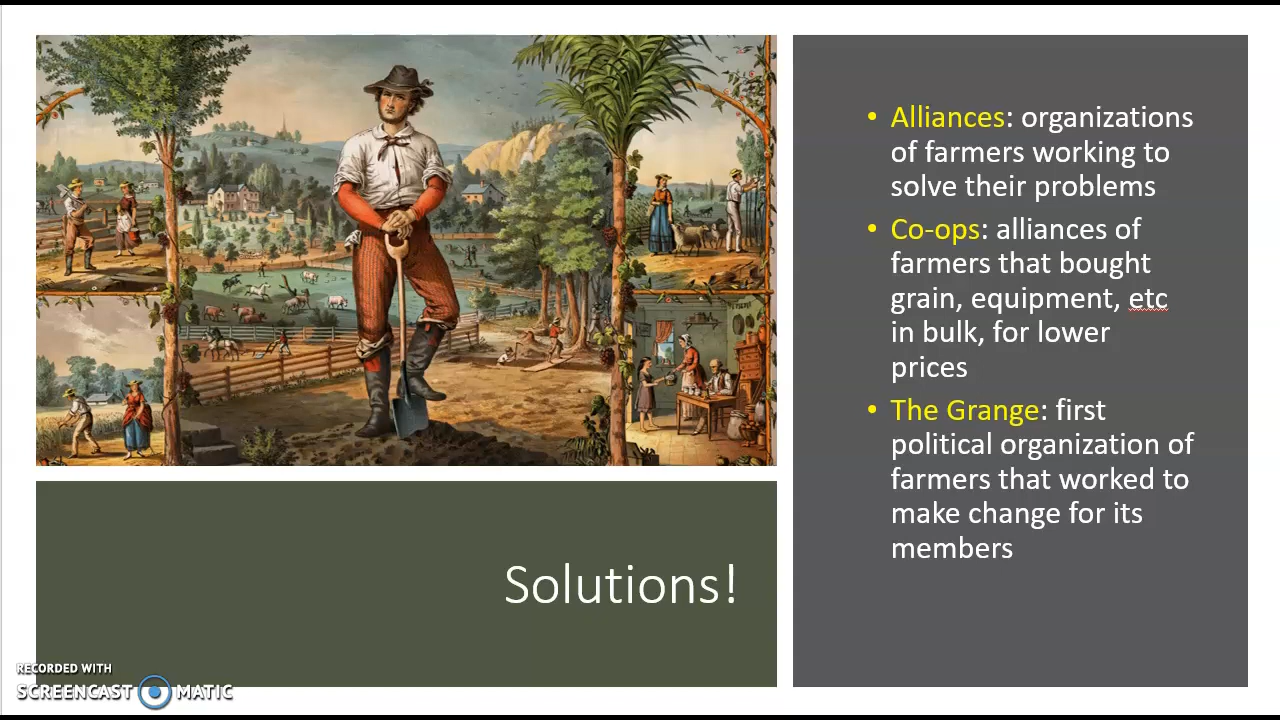 • Alliances: organizations
of farmers working to
solve their problems
• Co-ops: alliances of
farmers that bought
grain, equipment, etc
in bulk, for lower
prices
• The Grange: first
political organization of
farmers that worked to
make change for its
members
Solutions!
RECORDED WITH
SCREENCAST MATIC